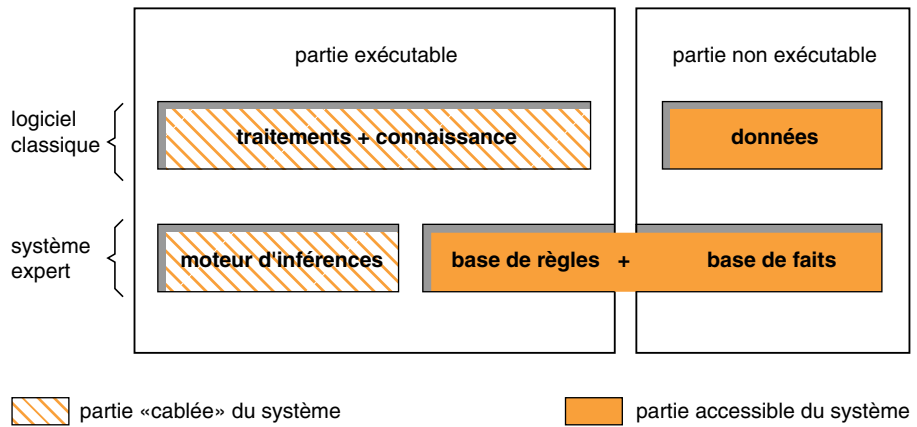 partie exécutable
partie non exécutable
logiciel
classique
traitements + connaissance
données
système
expert
moteur d'inférences
base de règles + base de faits
partie «cablée» du système
partie accessible du système